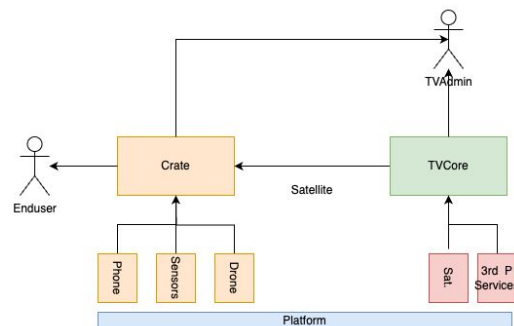 TVAdmin
Crate
TVCore
Satellite
Enduser
Phone
Sensors
Drone
Sat.
3rd P
Services
Platform